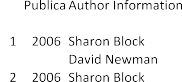 Publica Author Information
1 2006 Sharon Block
David Newman
2 2006 Sharon Block